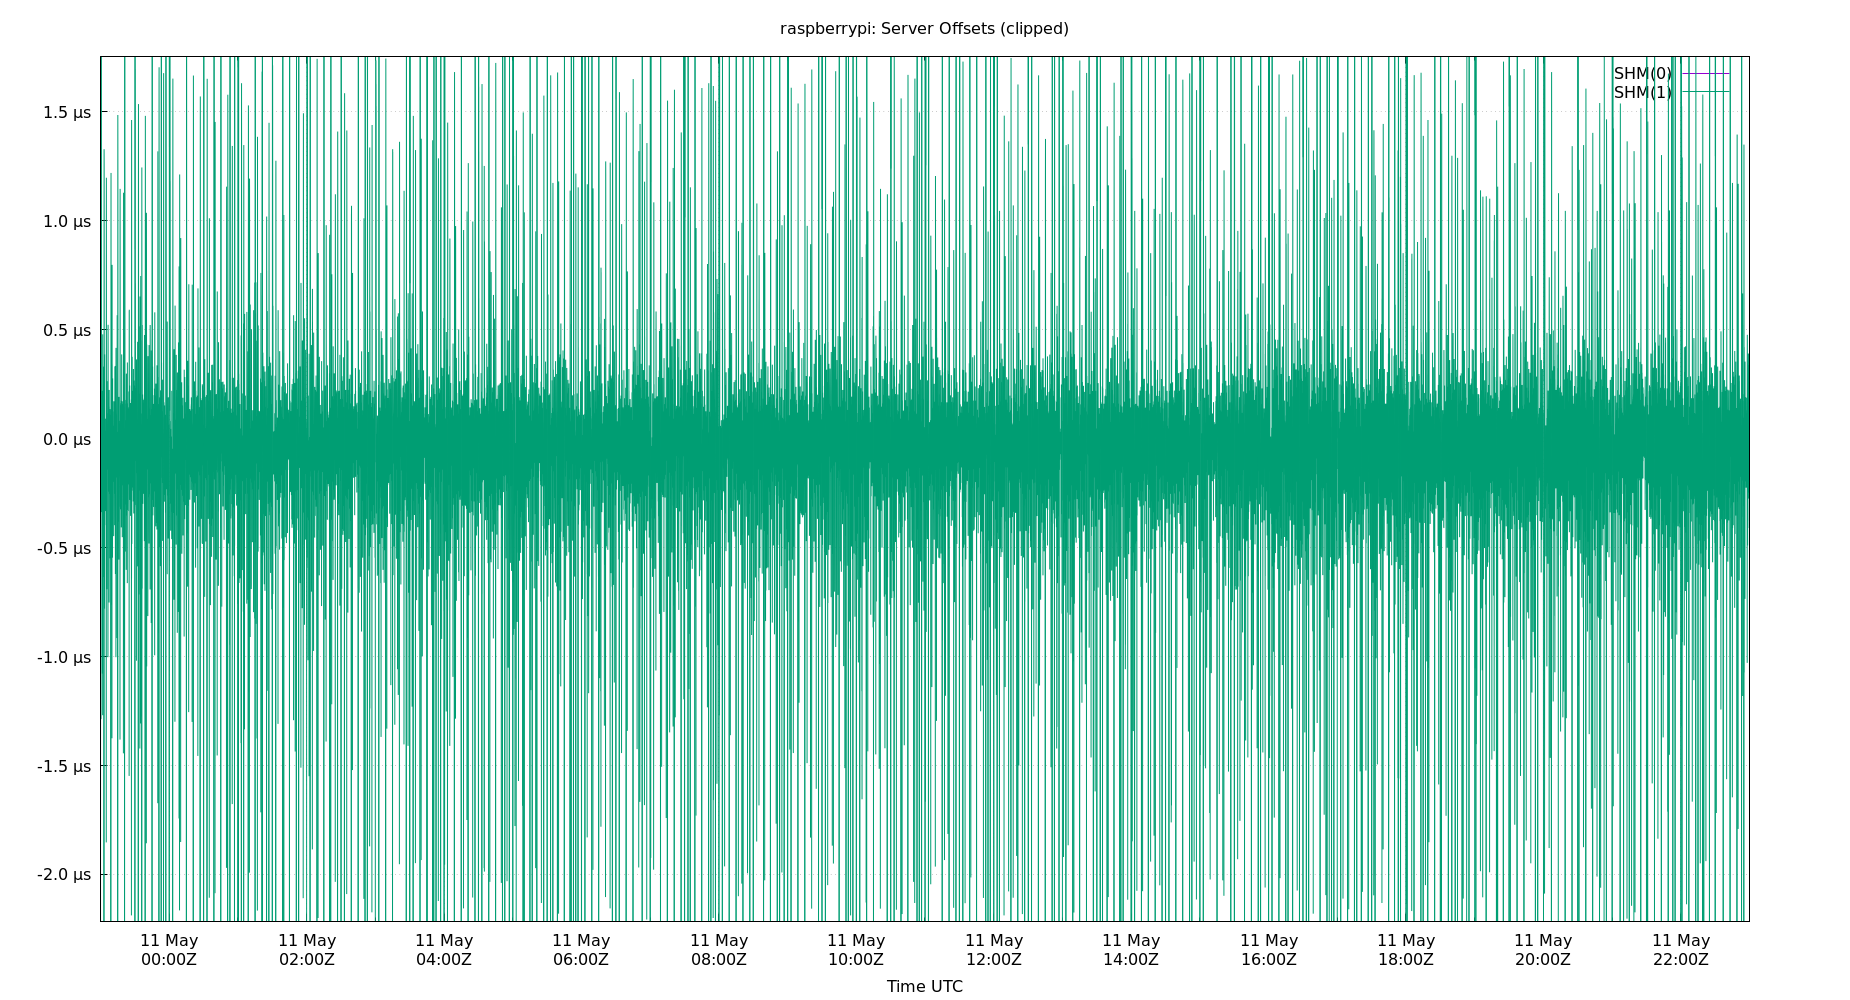 raspberrypi: Server Offsets (clipped)
SHM(0)
SHM(1)
1.5 µs
1.0 µs
0.5 µs
0.0 µs
-0.5 µs
-1.0 µs
-1.5 µs
-2.0 µs
11 May 11 May 11 May 11 May 11 May 11 May 11 May 11 May 11 May 11 May 11 May 11 May
00:00Z 02:00Z 04:00Z 06:00Z 08:00Z 10:00Z 12:00Z 14:00Z 16:00Z 18:00Z 20:00Z 22:00Z
Time UTC